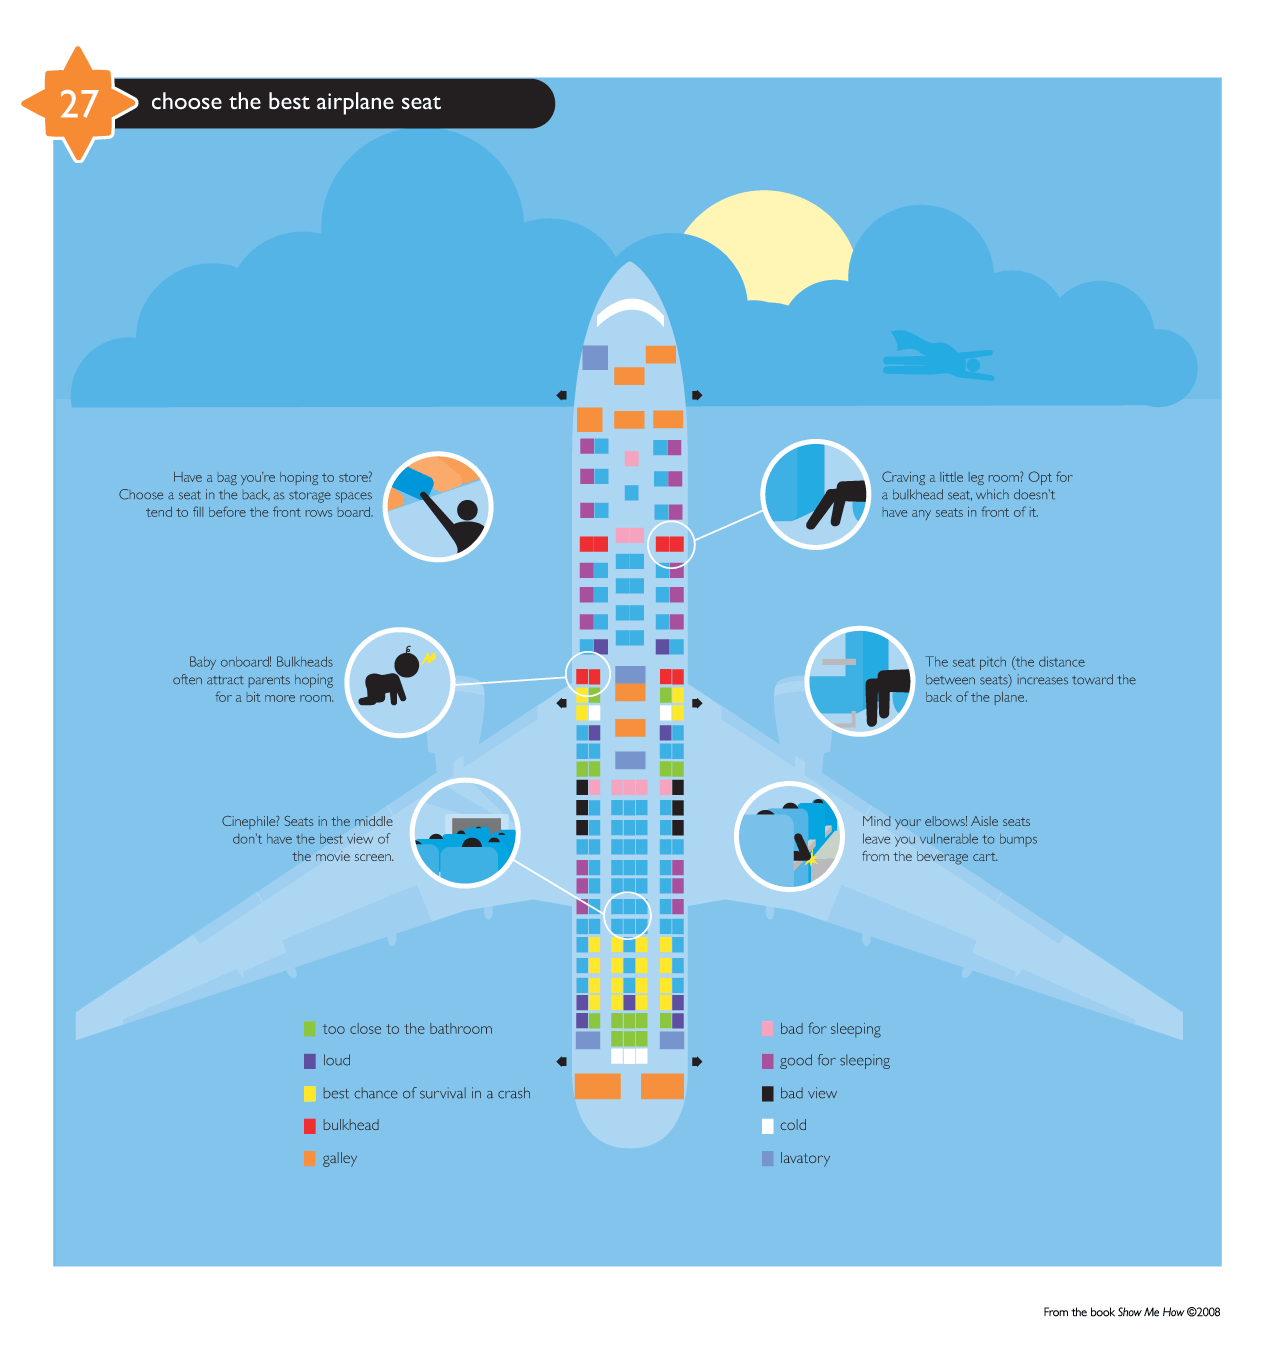 27
choose the best airplane seat
Have a bag you're hoping to store?
Choose a seat in the back, as storage spaces
tend to fill before the front rows board.
Craving a little leg room? Opt for
a bulkhead seat, which doesn't
have any seats in front of it.
Baby onboard! Bulkheads
often attract parents hoping
for a bit more room.
The seat pitch (the distance
between seats) increases toward the
back of the plane.
Cinephile? Seats in the middle
don't have the best view of
the movie screen.
Mind your elbows! Aisle seats
leave you vulnerable to bumps
from the beverage cart.
too close to the bathroom
loud
best chance of survival in a crash
bulkhead
galley
bad for sleeping
good for sleeping
bad view
cold
lavatory
From the book Show Me How ©2008